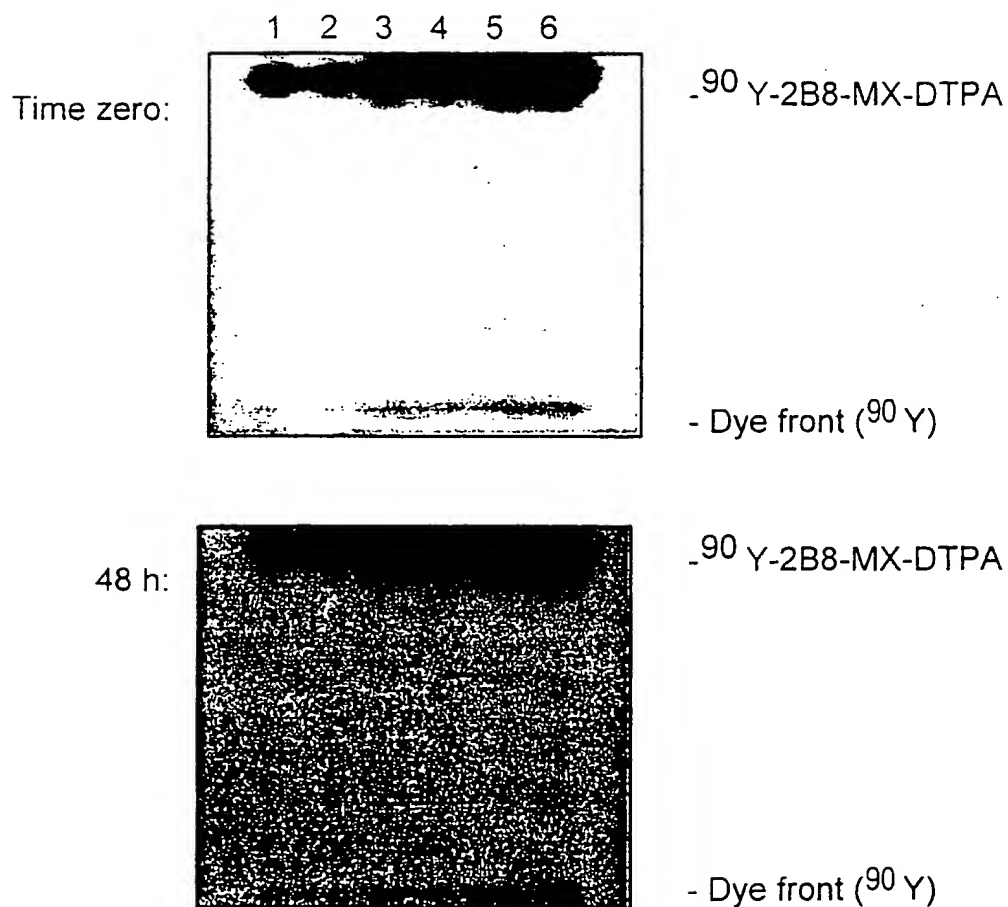 1 2 3 4 5 6
Time zero:
-90 Y-2B8-MX-DTPA
- Dye front (90 Y)
48 h:
-90 Y-2B8-MX-DTPA
- Dye front (90 Y)